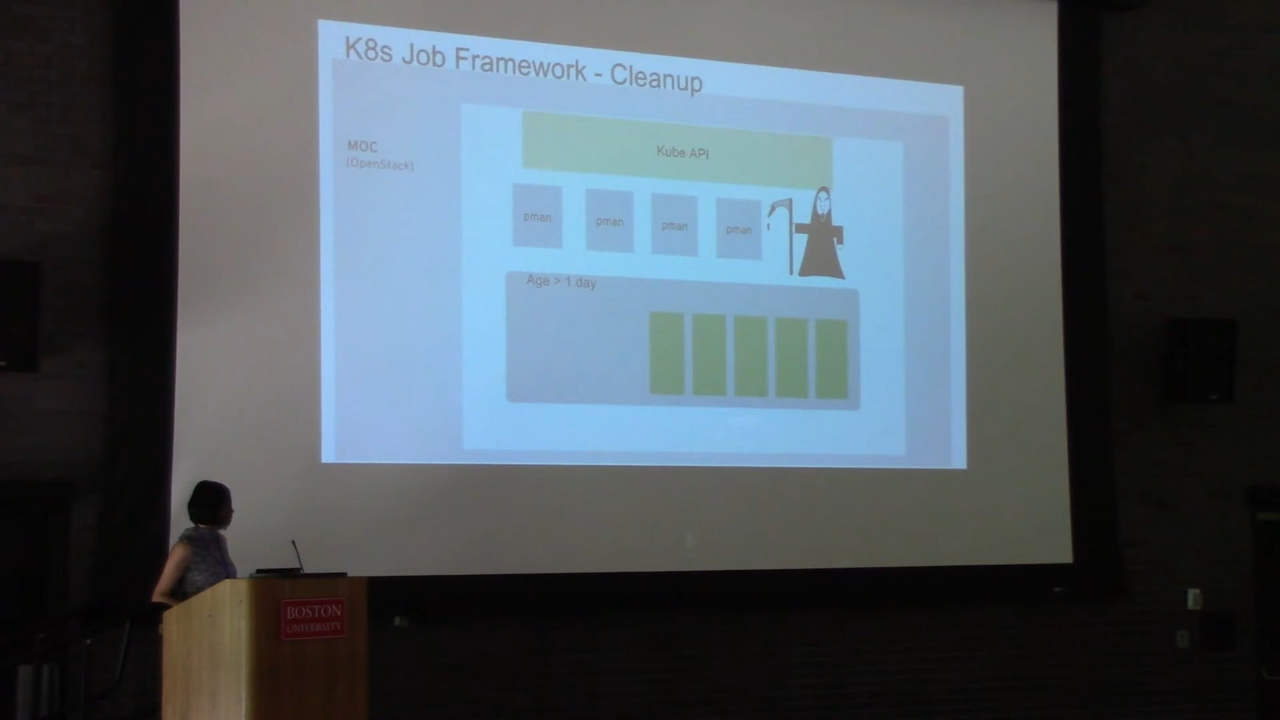 K8s Job Framework - Cleanup
MOC
(OpenStack)
Kube API
pman
pman
pman
pman
Age > 1 day
BOSTON
UNIVERSITY